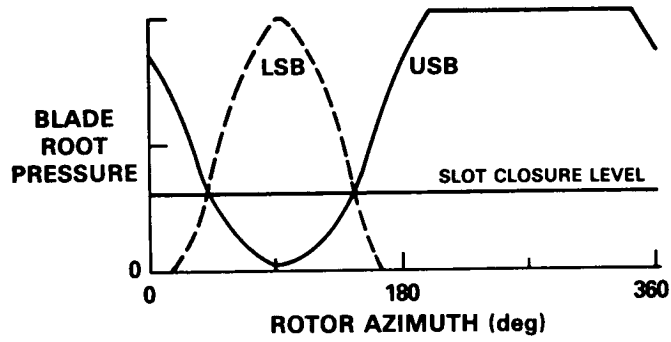 LSB
USB
BLADE
ROOT
PRESSURE
SLOT CLOSURE LEVEL
0
0
180
360
ROTOR AZIMUTH (deg)